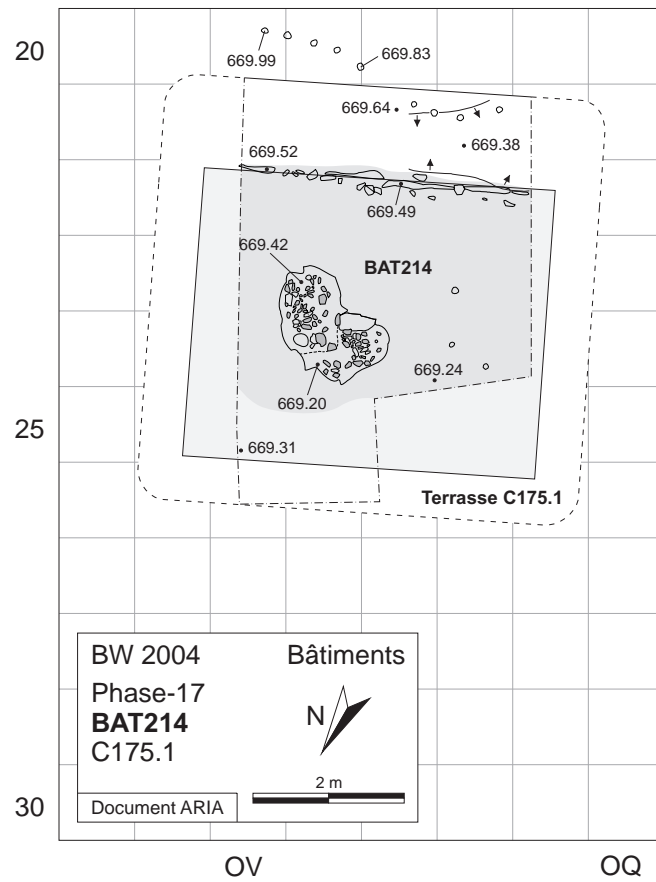 20
669.99
669.83
669.64
669.38
669.52
669.49
669.42
BAT214
669.20
669.24
25
669.31
Terrasse C175.1
BW 2004 Bâtiments
Phase-17
BAT214
C175.1
N
2 m
Document ARIA
30
OV OQ